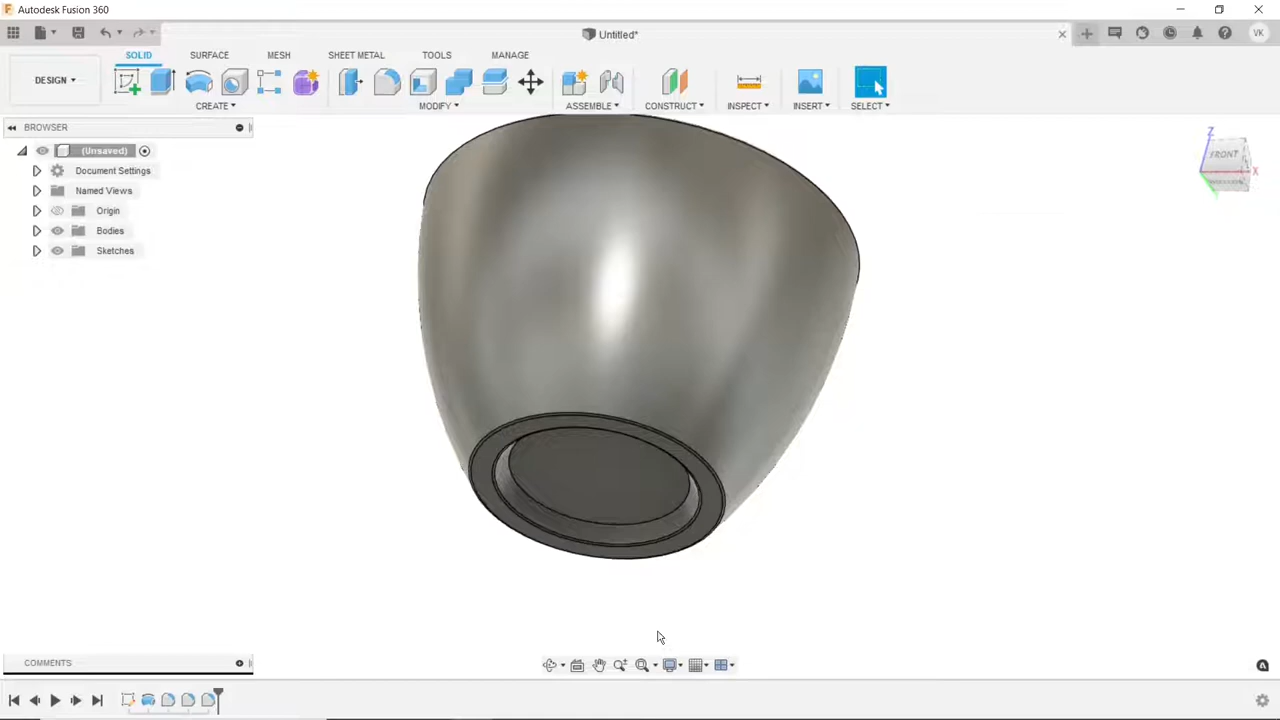 Autodesk Fusion 360
Untitled*
VK
SOLID SURFACE MESH SHEET METAL TOOLS MANAGE
DESIGN
CREATE MODIFY ASSEMBLE CONSTRUCT INSPECT INSERT SELECT
BROWSER
(Unsaved)
Document Settings
Named Views
Origin
Bodies
Sketches
Z
FRONT
X
COMMENTS